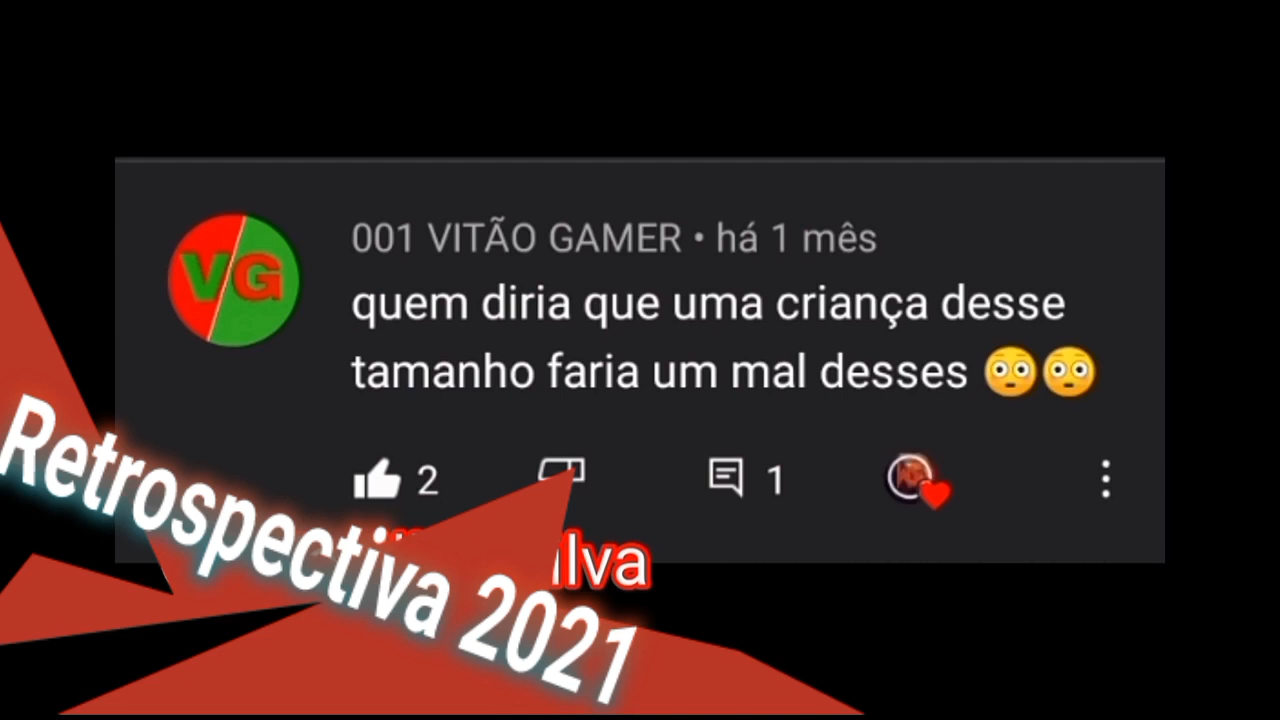 001 VITÃO GAMER • há 1 mês
VG
quem diria que uma criança desse
tamanho faria um mal desses 😳😳
2
1
Retrospectiva 2021